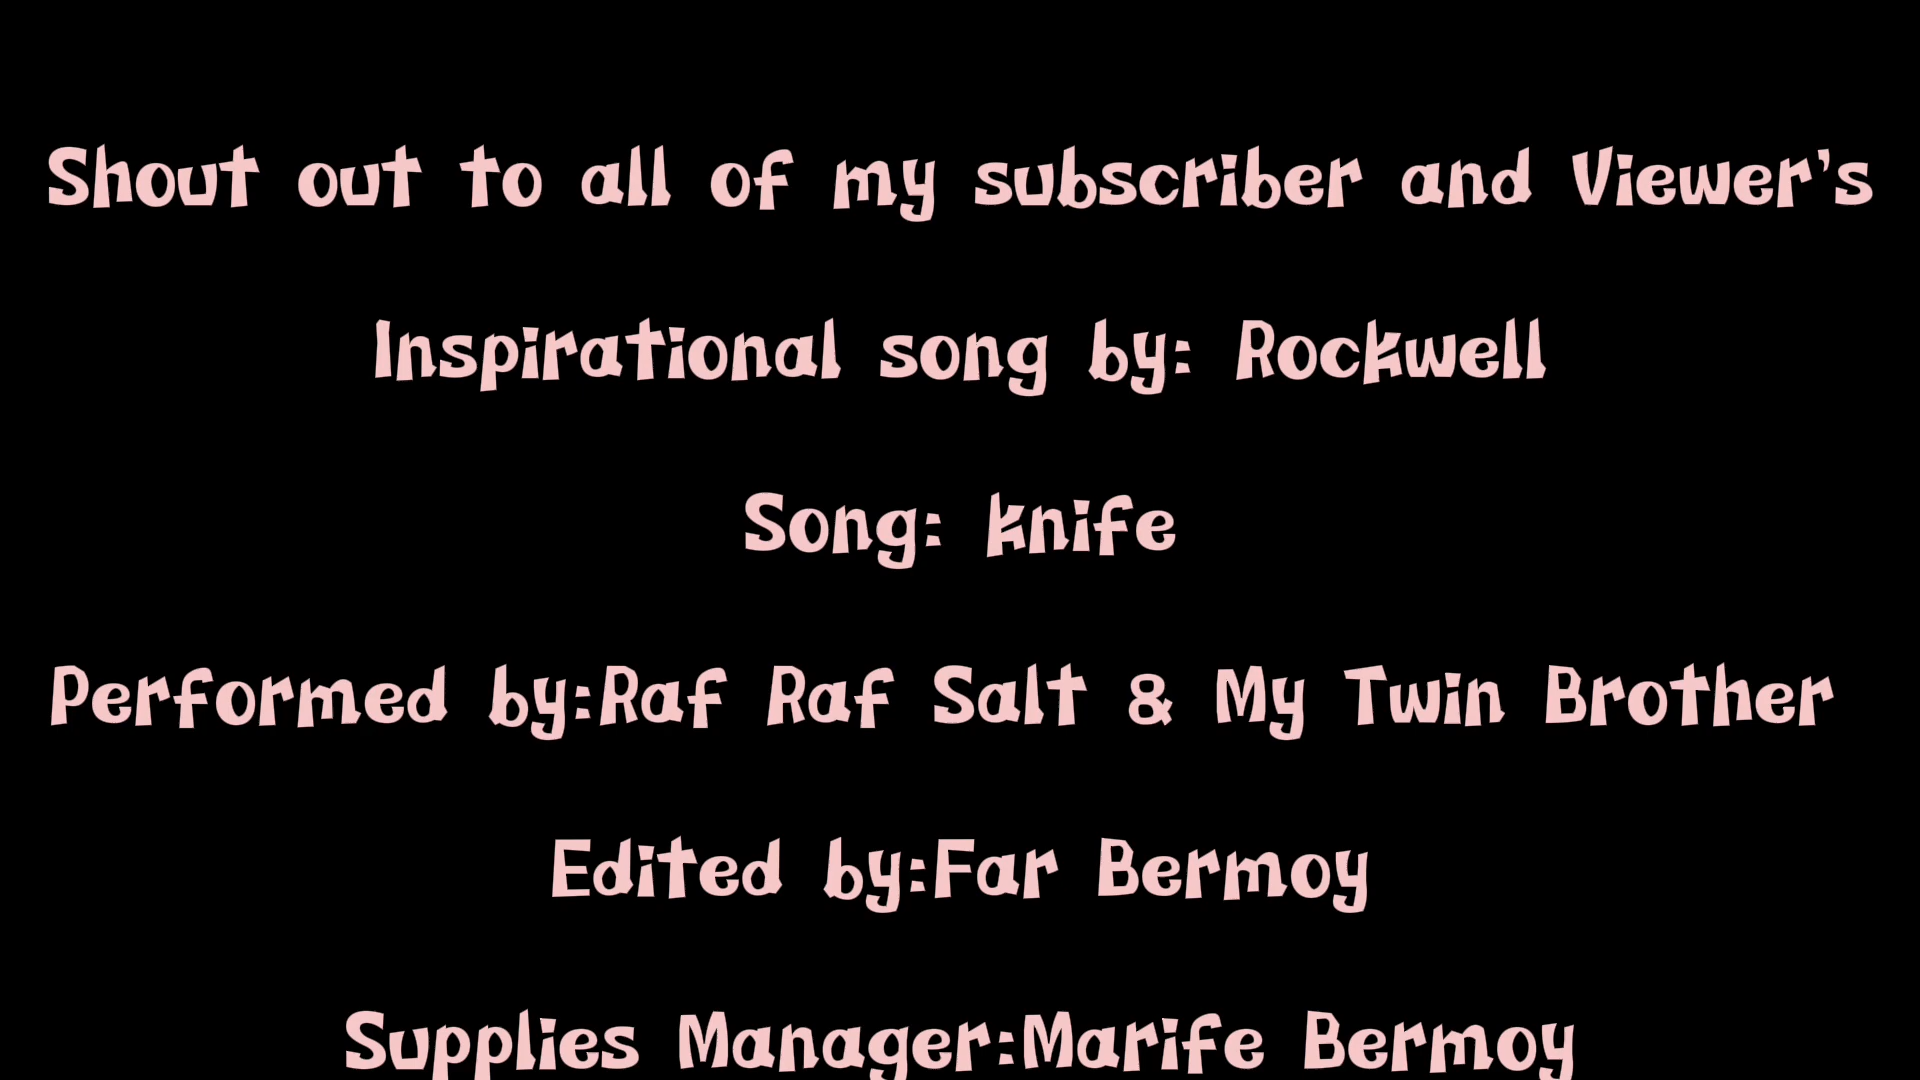 Shout out to all of my subscriber and Viewer's
Inspirational song by: Rockwell
Song: knife
Performed by:Raf Raf Salt & My Twin Brother
Edited by:Far Bermoy
Supplies Manager:Marife Bermoy